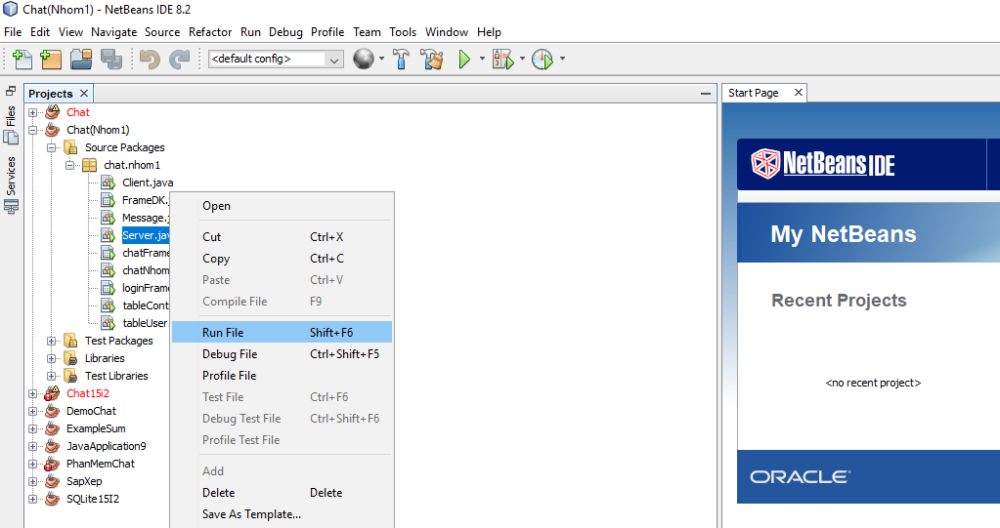 Chat(Nhom1) - NetBeans IDE 8.2
File Edit View Navigate Source Refactor Run Debug Profile Team Tools Window Help
<default config>
Projects
Files
Services
Chat
Chat(Nhom1)
Source Packages
chat.nhom1
Client.java
FrameDK.j
Message.j
Server.jav
chatFrame
chatNhom
loginFrame
tableCont
tableUser
Test Packages
Libraries
Test Libraries
Chat15i2
DemoChat
ExampleSum
JavaApplication9
PhanMemChat
SapXep
SQLite15I2
Open
Cut Ctrl+X
Copy Ctrl+C
Paste Ctrl+V
Compile File F9
Run File Shift+F6
Debug File Ctrl+Shift+F5
Profile File
Test File Ctrl+F6
Debug Test File Ctrl+Shift+F6
Profile Test File
Add
Delete Delete
Save As Template...
Start Page
NetBeans IDE
My NetBeans
Recent Projects
<no recent project>
ORACLE